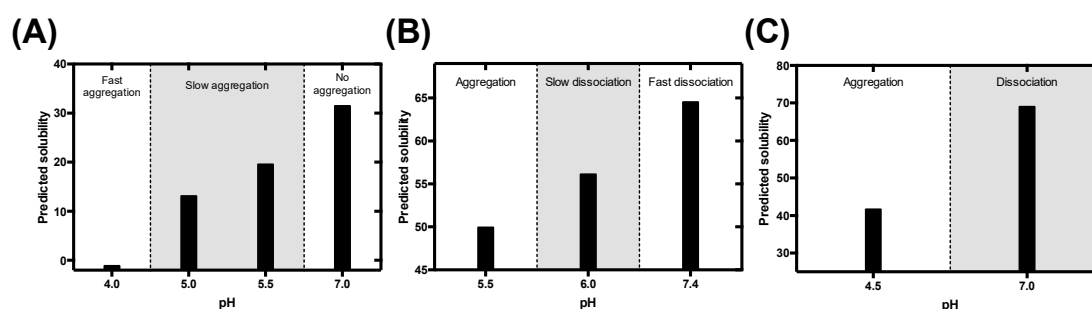 (A)
Predicted solubility
40
30
20
10
0
Fast
aggregation
Slow aggregation
No
aggregation
4.0 5.0 5.5 7.0
pH
(B)
Predicted solubility
65
60
55
50
45
Aggregation
Slow dissociation
Fast dissociation
5.5 6.0 7.4
pH
(C)
Predicted solubility
80
70
60
50
40
30
Aggregation
Dissociation
4.5 7.0
pH